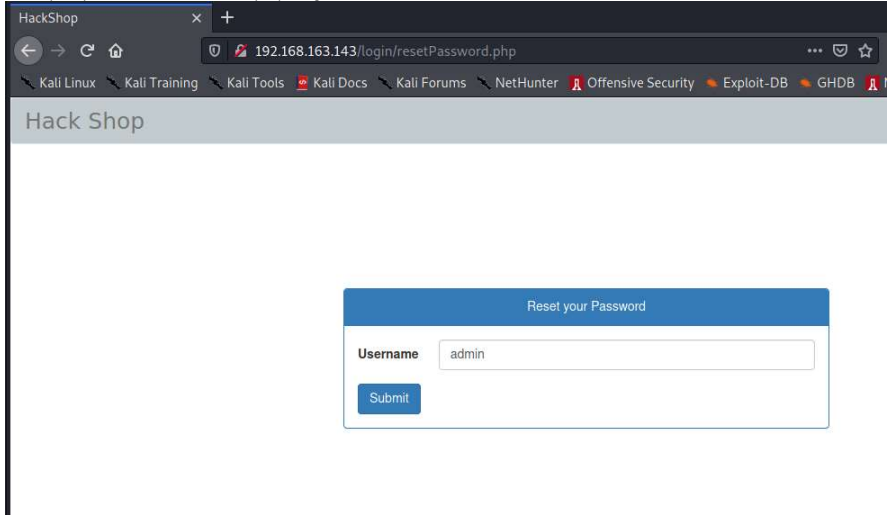 HackShop
192.168.163.143/login/resetPassword.php
Kali Linux Kali Training Kali Tools Kali Docs Kali Forums NetHunter Offensive Security Exploit-DB GHDB
Hack Shop
Reset your Password
Username admin
Submit